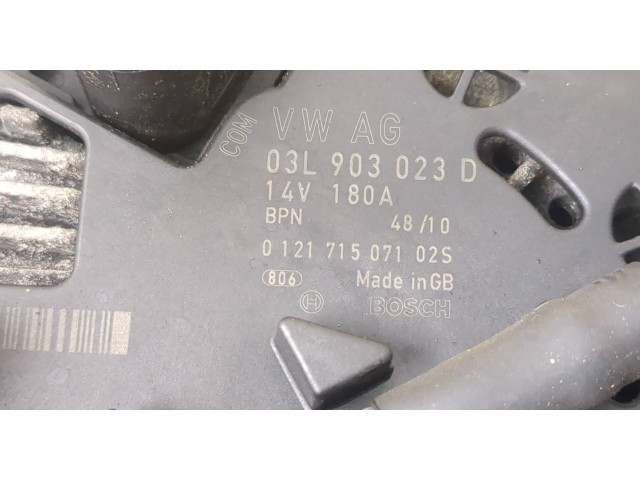 COM
VW AG
03L 903 023 D
14V 180A
BPN 48/10
0 121 715 071 02S
806 Made in GB
BOSCH